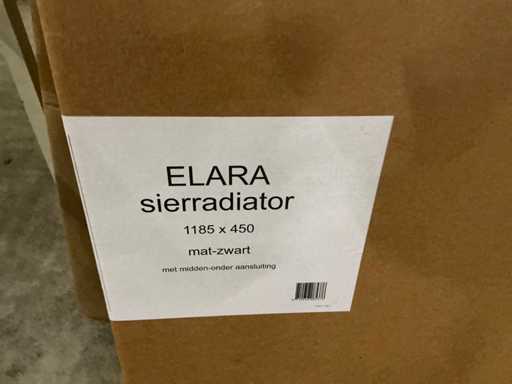 ELARA
sierradiator
1185 x 450
mat-zwart
met midden-onder aansluiting